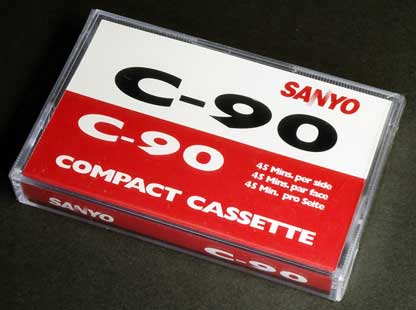 SANYO
C-90
C-90
45 Mins. per side
45 Mins. par face
45 Min. pro Seite
COMPACT CASSETTE
SANYO C-90